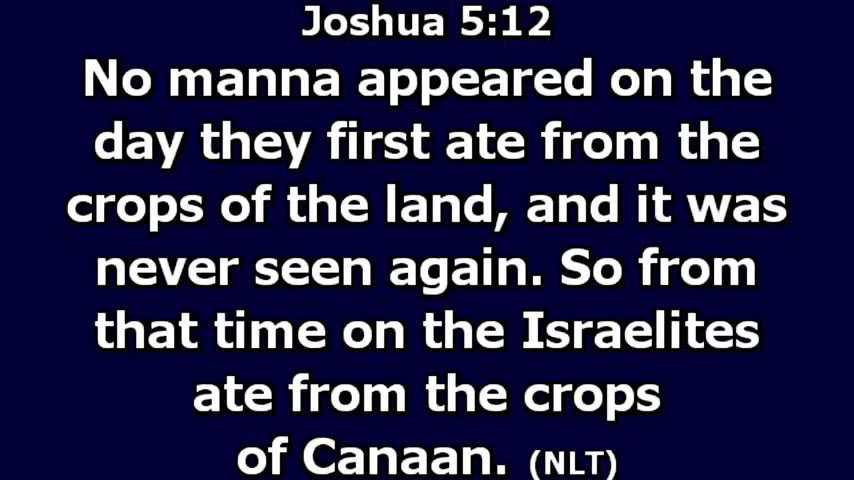 Joshua 5:12
No manna appeared on the
day they first ate from the
crops of the land, and it was
never seen again. So from
that time on the Israelites
ate from the crops
of Canaan. (NLT)